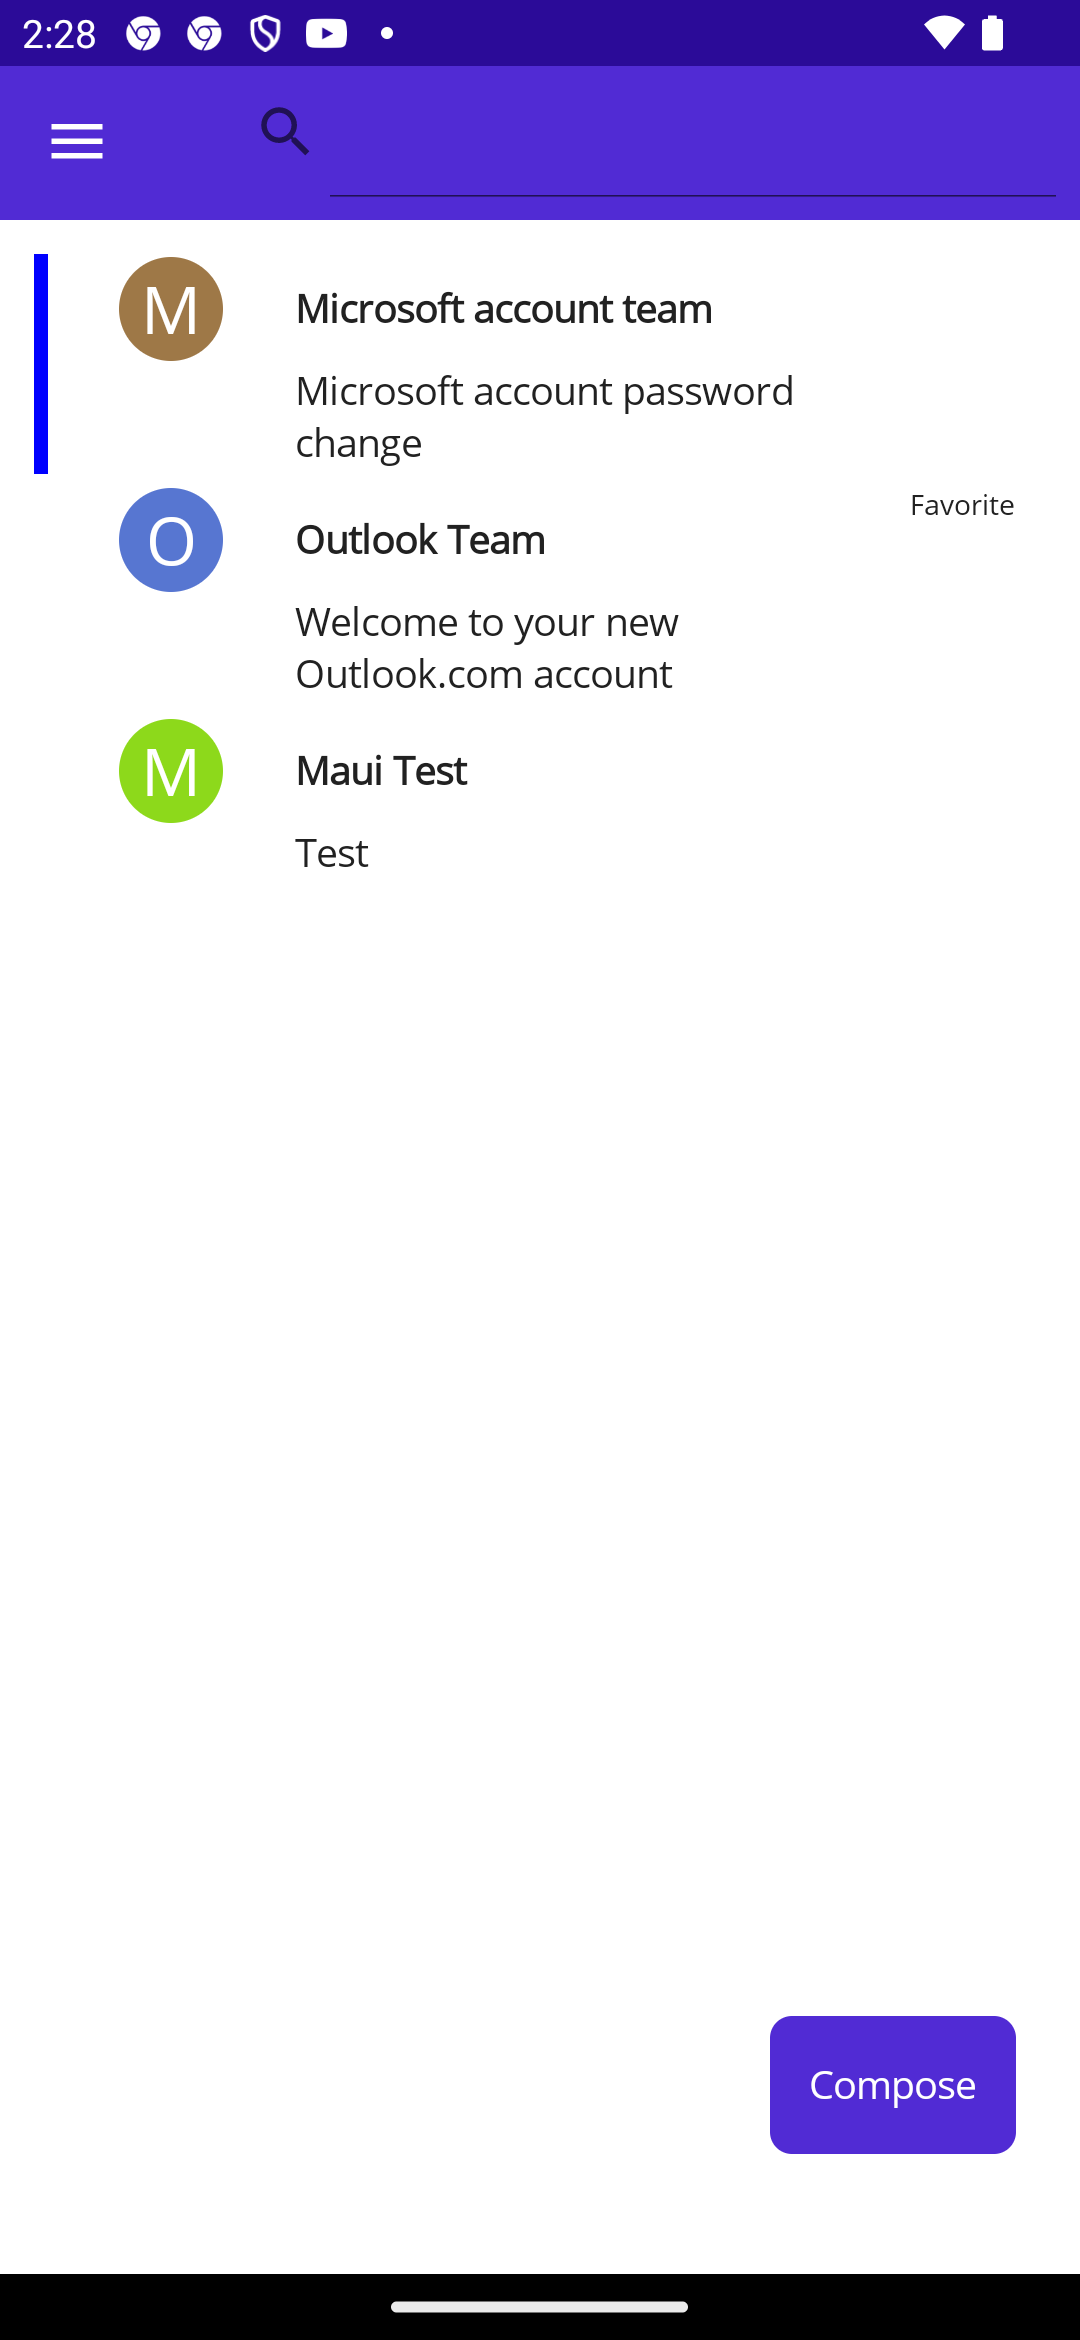 2:28
M
Microsoft account team
Microsoft account password
change
Favorite
O
Outlook Team
Welcome to your new
Outlook.com account
M
Maui Test
Test
Compose